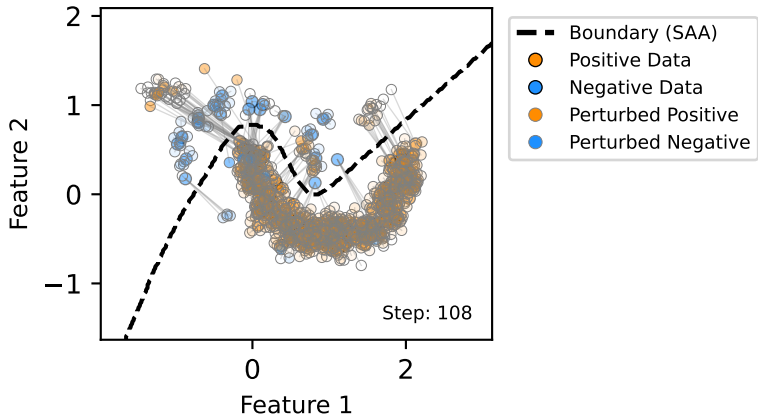 2
1
0
−1
Feature 2
0
2
Feature 1
Step: 108
Boundary (SAA)
Positive Data
Negative Data
Perturbed Positive
Perturbed Negative